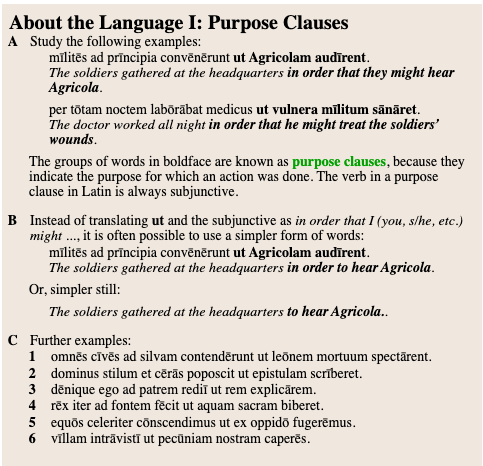 About the Language I: Purpose Clauses
A Study the following examples:
mīlitēs ad prīncipia convēnērunt ut Agricolam audīrent.
The soldiers gathered at the headquarters in order that they might hear
Agricola.
per tōtam noctem labōrābat medicus ut vulnera mīlitum sānāret.
The doctor worked all night in order that he might treat the soldiers'
wounds.
The groups of words in boldface are known as purpose clauses, because they
indicate the purpose for which an action was done. The verb in a purpose
clause in Latin is always subjunctive.
B Instead of translating ut and the subjunctive as in order that I (you, s/he, etc.)
might ..., it is often possible to use a simpler form of words:
mīlitēs ad prīncipia convēnērunt ut Agricolam audīrent.
The soldiers gathered at the headquarters in order to hear Agricola.
Or, simpler still:
The soldiers gathered at the headquarters to hear Agricola..
C Further examples:
1 omnēs cīvēs ad silvam contendērunt ut leōnem mortuum spectārent.
2 dominus stilum et cērās poposcit ut epistulam scrīberet.
3 dēnique ego ad patrem rediī ut rem explicārem.
4 rēx iter ad fontem fēcit ut aquam sacram biberet.
5 equōs celeriter cōnscendimus ut ex oppidō fugerēmus.
6 vīllam intrāvistī ut pecūniam nostram caperēs.